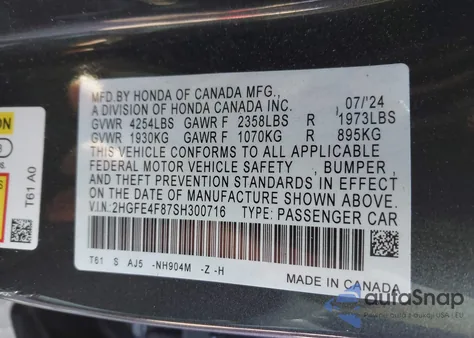 MFD.BY HONDA OF CANADA MFG.,
A DIVISION OF HONDA CANADA INC. 07/'24
GVWR 4254LBS GAWR F 2358LBS R 1973LBS
GVWR 1930KG GAWR F 1070KG R 895KG
THIS VEHICLE CONFORMS TO ALL APPLICABLE
FEDERAL MOTOR VEHICLE SAFETY , BUMPER ,
AND THEFT PREVENTION STANDARDS IN EFFECT
ON THE DATE OF MANUFACTURE SHOWN ABOVE.
V.I.N: 2HGFE4F87SH300716 TYPE: PASSENGER CAR
T61 S AJ5 -NH904M -Z -H
MADE IN CANADA
ON
T61 A0
autoSnap